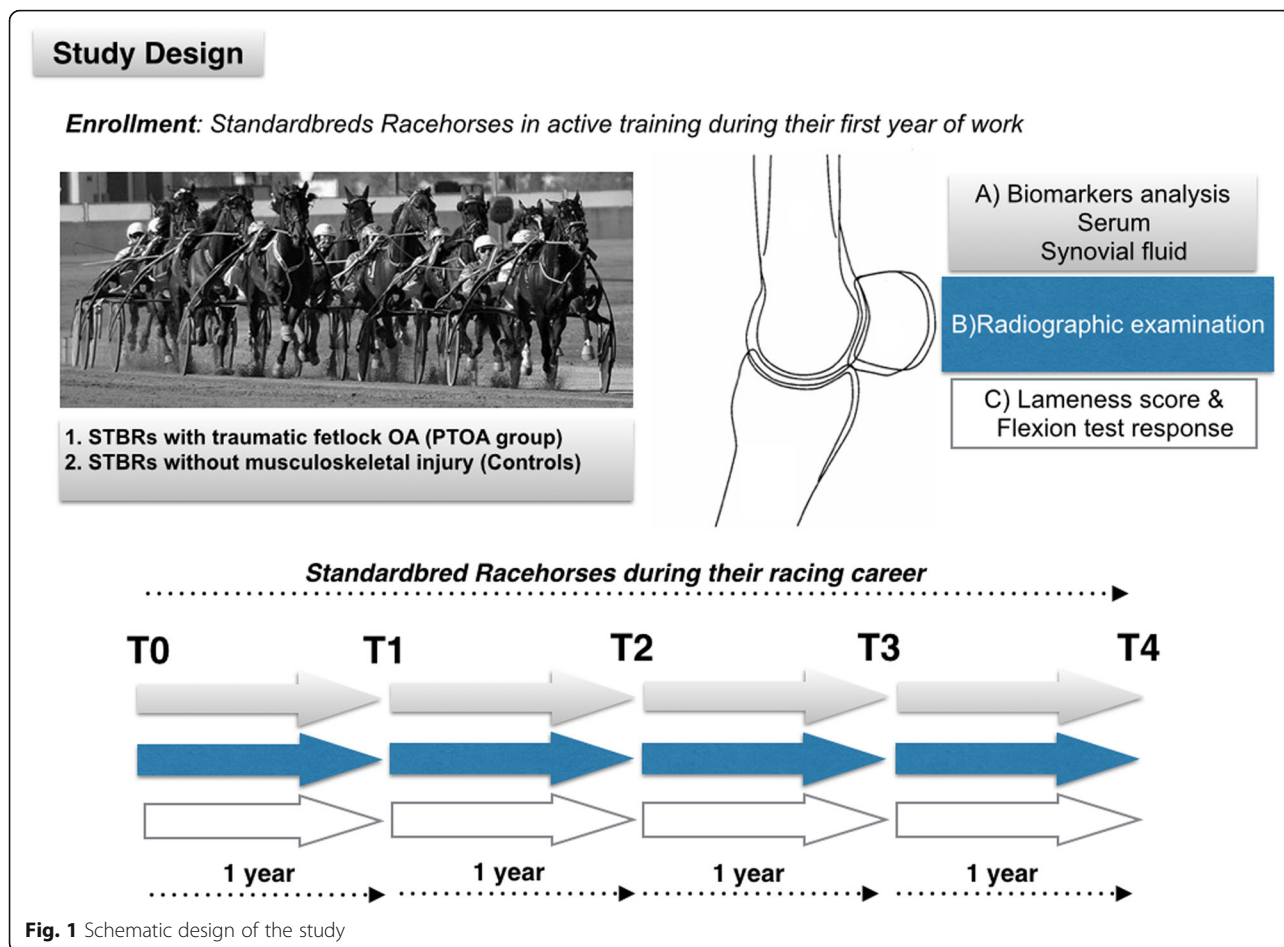 Study Design
Enrollment: Standardbreds Racehorses in active training during their first year of work
A) Biomarkers analysis
Serum
Synovial fluid
B)Radiographic examination
C) Lameness score &
Flexion test response
1. STBRs with traumatic fetlock OA (PTOA group)
2. STBRs without musculoskeletal injury (Controls)
Standardbred Racehorses during their racing career
T0 T1 T2 T3 T4
1 year 1 year 1 year 1 year
Fig. 1 Schematic design of the study